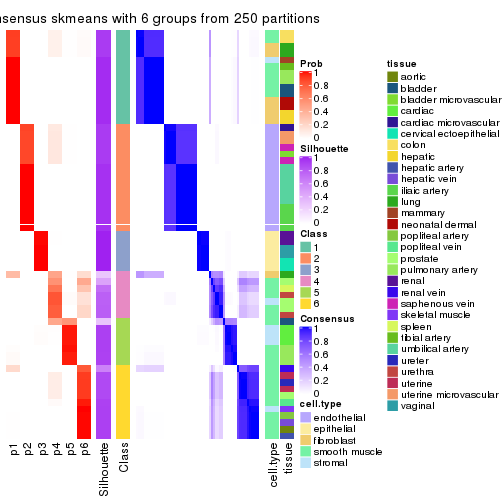 nsensus skmeans with 6 groups from 250 partitions
Prob
1
0.8
0.6
0.4
0.2
0
Silhouette
1
0.8
0.6
0.4
0.2
0
Class
1
2
3
4
5
6
Consensus
1
0.8
0.6
0.4
0.2
0
cell.type
endothelial
epithelial
fibroblast
smooth muscle
stromal
tissue
aortic
bladder
bladder microvascular
cardiac
cardiac microvascular
cervical ectoepithelial
colon
hepatic
hepatic artery
hepatic vein
iliaic artery
lung
mammary
neonatal dermal
popliteal artery
popliteal vein
prostate
pulmonary artery
renal
renal vein
saphenous vein
skeletal muscle
spleen
tibial artery
umbilical artery
ureter
urethra
uterine
uterine microvascular
vaginal
p1
p2
p3
p4
p5
p6
Silhouette
Class
cell.type
tissue